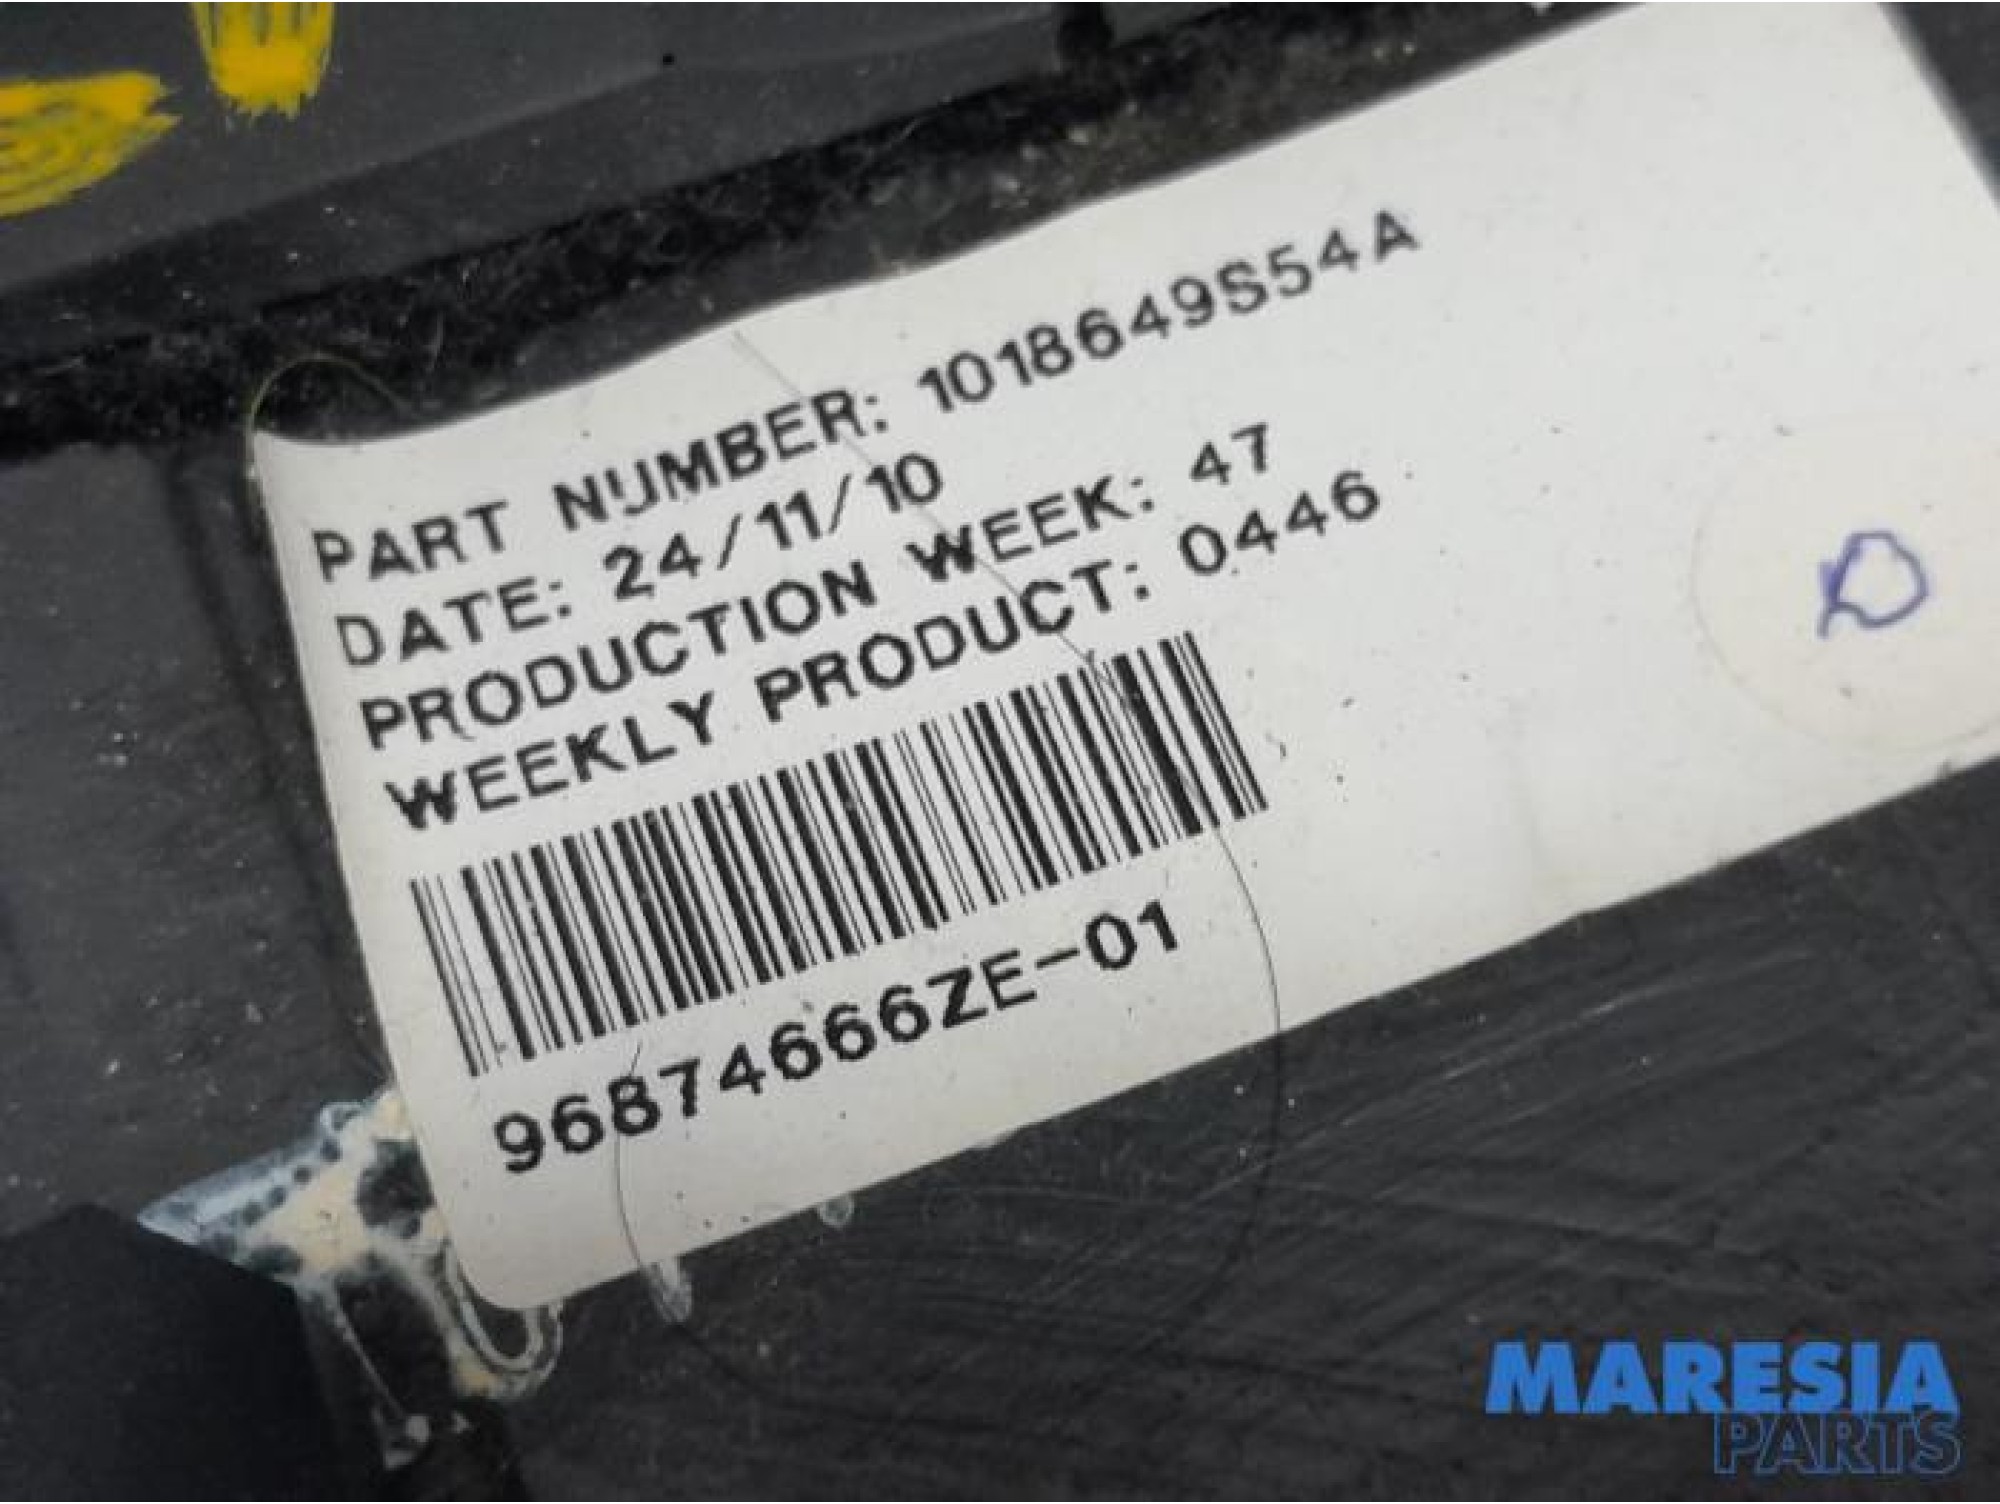 PART NUMBER: 1018649S54A
DATE: 24/11/10
PRODUCTION WEEK: 47
WEEKLY PRODUCT: 0446
96874666ZE-01
MARESIA
PARTS